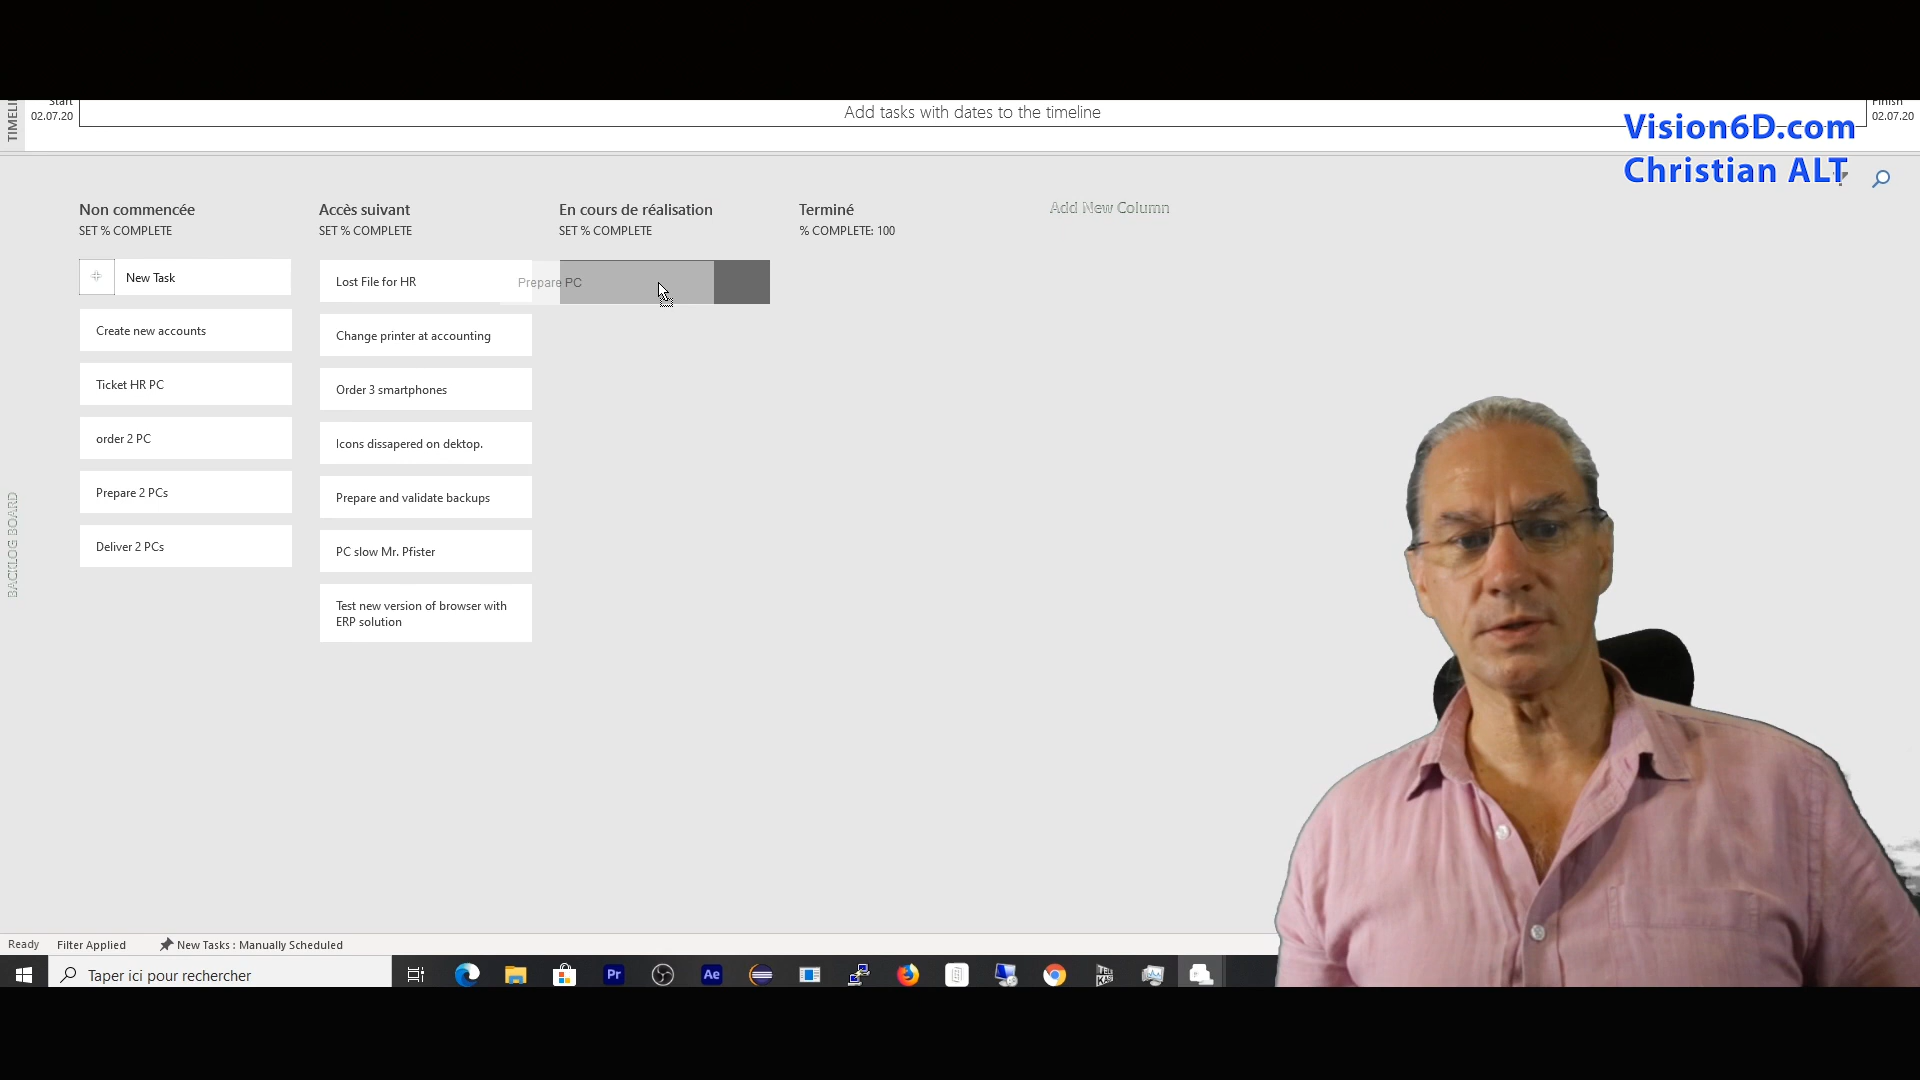 Start
Add tasks with dates to the timeline
Finish
02.07.20
02.07.20
Vision6D.com
Christian ALT
Non commencée
Accès suivant
En cours de réalisation
Terminé
Add New Column
SET % COMPLETE
SET % COMPLETE
SET % COMPLETE
% COMPLETE: 100
New Task
Create new accounts
Ticket HR PC
order 2 PC
Prepare 2 PCs
Deliver 2 PCs
Lost File for HR
Change printer at accounting
Order 3 smartphones
Icons dissapered on dektop.
Prepare and validate backups
PC slow Mr. Pfister
Test new version of browser with
ERP solution
Prepare PC
BACKLOG BOARD
Ready
Filter Applied
New Tasks : Manually Scheduled
Taper ici pour rechercher
Pr
Ae